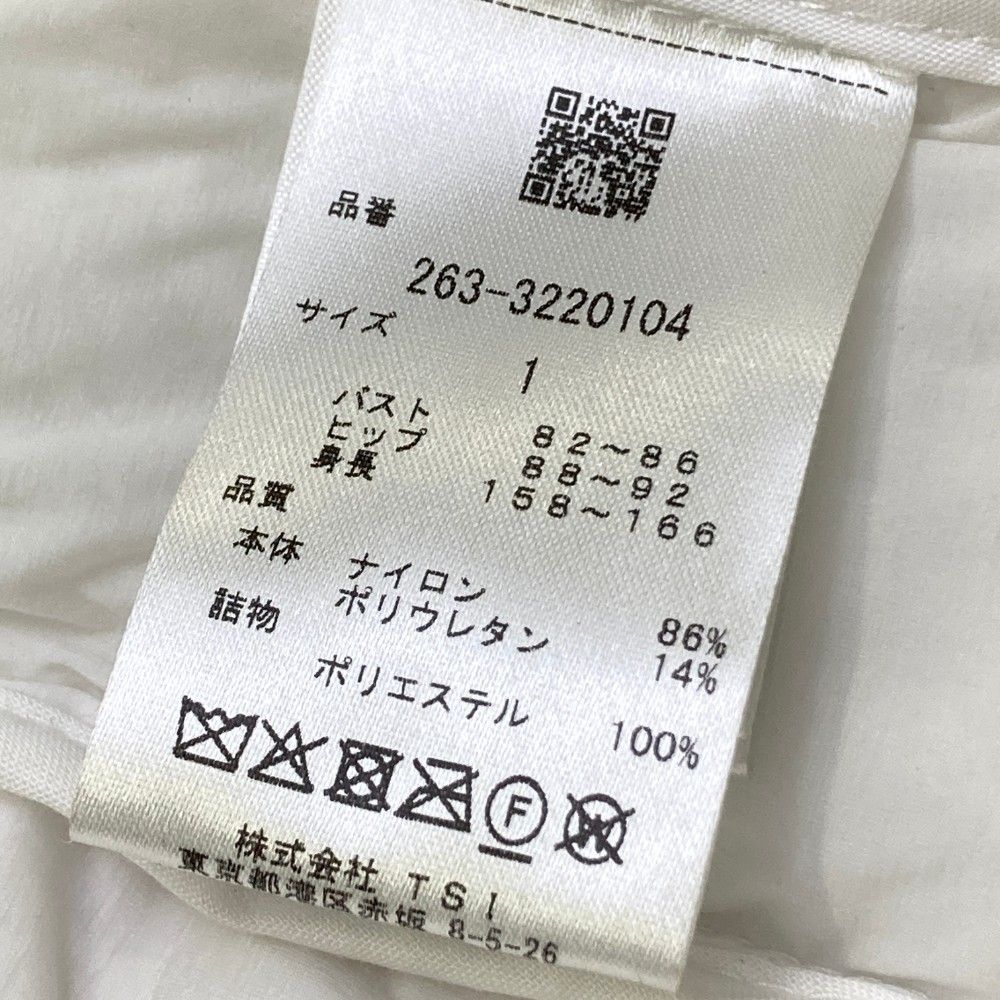 品番
263-3220104
サイズ
1
バスト 82～86
ヒップ 88～92
身長 158～166
品質
本体 ナイロン 86%
ポリウレタン 14%
詰物
ポリエステル 100%
F
W
株式会社 TSI
東京都港区赤坂 8-5-26